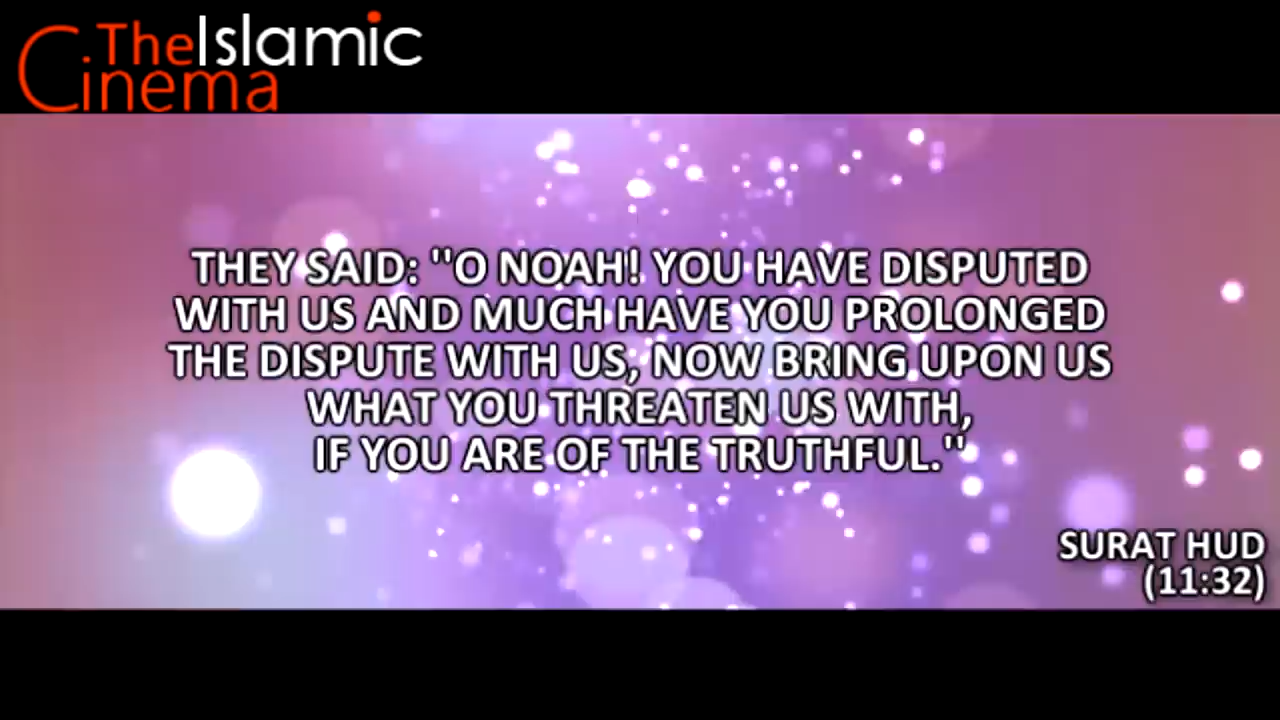 TheIslamic
Cinema
THEY SAID: "O NOAH! YOU HAVE DISPUTED
WITH US AND MUCH HAVE YOU PROLONGED
THE DISPUTE WITH US, NOW BRING UPON US
WHAT YOU THREATEN US WITH,
IF YOU ARE OF THE TRUTHFUL."
SURAT HUD
(11:32)